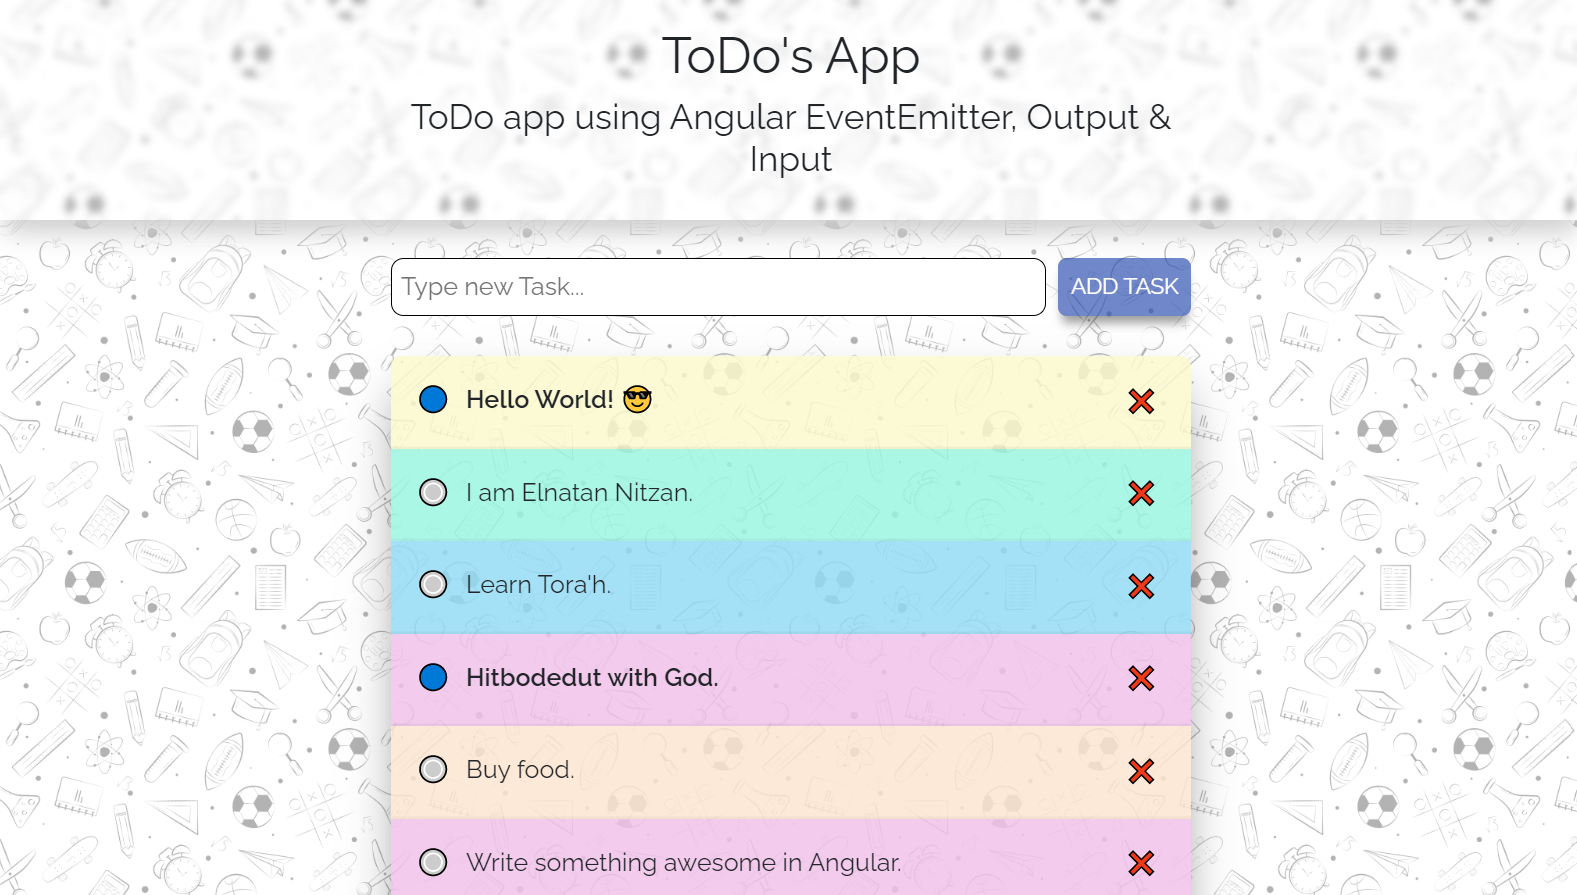 ToDo's App
ToDo app using Angular EventEmitter, Output &
Input
Type new Task...
ADD TASK
Hello World! 😎
I am Elnatan Nitzan.
Learn Tora'h.
Hitbodedut with God.
Buy food.
Write something awesome in Angular.